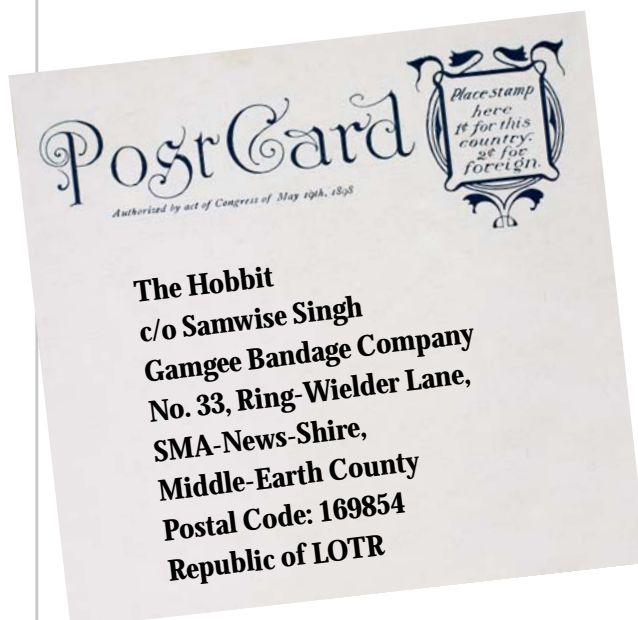 PostCard
Authorized by act of Congress of May 19th, 1898
Place stamp
here
1¢ for this
country.
2¢ for
foreign.
The Hobbit
c/o Samwise Singh
Gamgee Bandage Company
No. 33, Ring-Wielder Lane,
SMA-News-Shire,
Middle-Earth County
Postal Code: 169854
Republic of LOTR